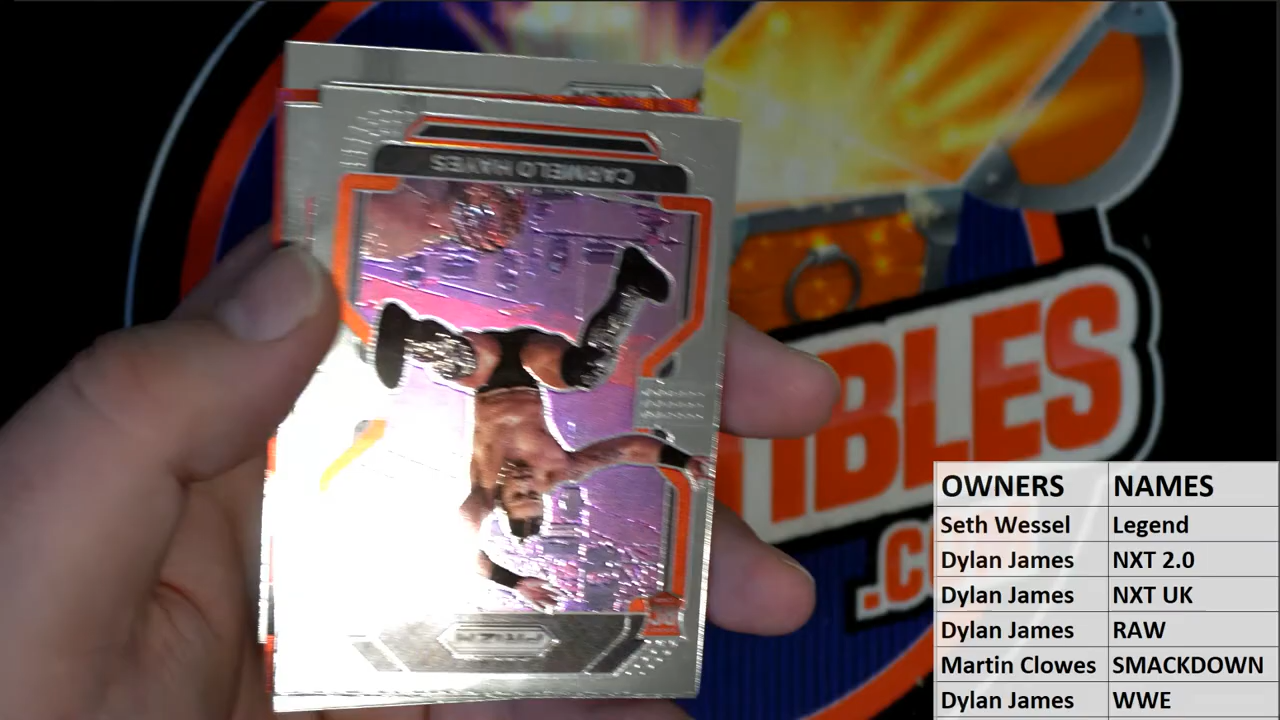 CARMELO HAYES
PRIZM
RC
IBLES
.C
OWNERS NAMES
Seth Wessel Legend
Dylan James NXT 2.0
Dylan James NXT UK
Dylan James RAW
Martin Clowes SMACKDOWN
Dylan James WWE